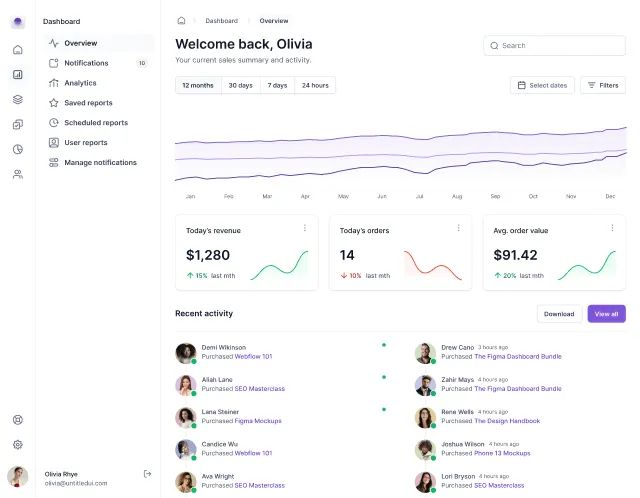 Dashboard
Overview
Notifications 10
Analytics
Saved reports
Scheduled reports
User reports
Manage notifications
Olivia Rhye
olivia@untitledui.com
Dashboard Overview
Welcome back, Olivia
Your current sales summary and activity.
Search
12 months 30 days 7 days 24 hours
Select dates Filters
Jan Feb Mar Apr May Jun Jul Aug Sep Oct Nov Dec
Today's revenue
$1,280
15% last mth
Today's orders
14
10% last mth
Avg. order value
$91.42
20% last mth
Recent activity
Download View all
Demi Wikinson
Purchased Webflow 101
Aliah Lane
Purchased SEO Masterclass
Lana Steiner
Purchased Figma Mockups
Candice Wu
Purchased Webflow 101
Ava Wright
Purchased SEO Masterclass
Drew Cano 3 hours ago
Purchased The Figma Dashboard Bundle
Zahir Mays 4 hours ago
Purchased The Figma Dashboard Bundle
Rene Wells 4 hours ago
Purchased The Design Handbook
Joshua Wilson 4 hours ago
Purchased Phone 13 Mockups
Lori Bryson 4 hours ago
Purchased SEO Masterclass